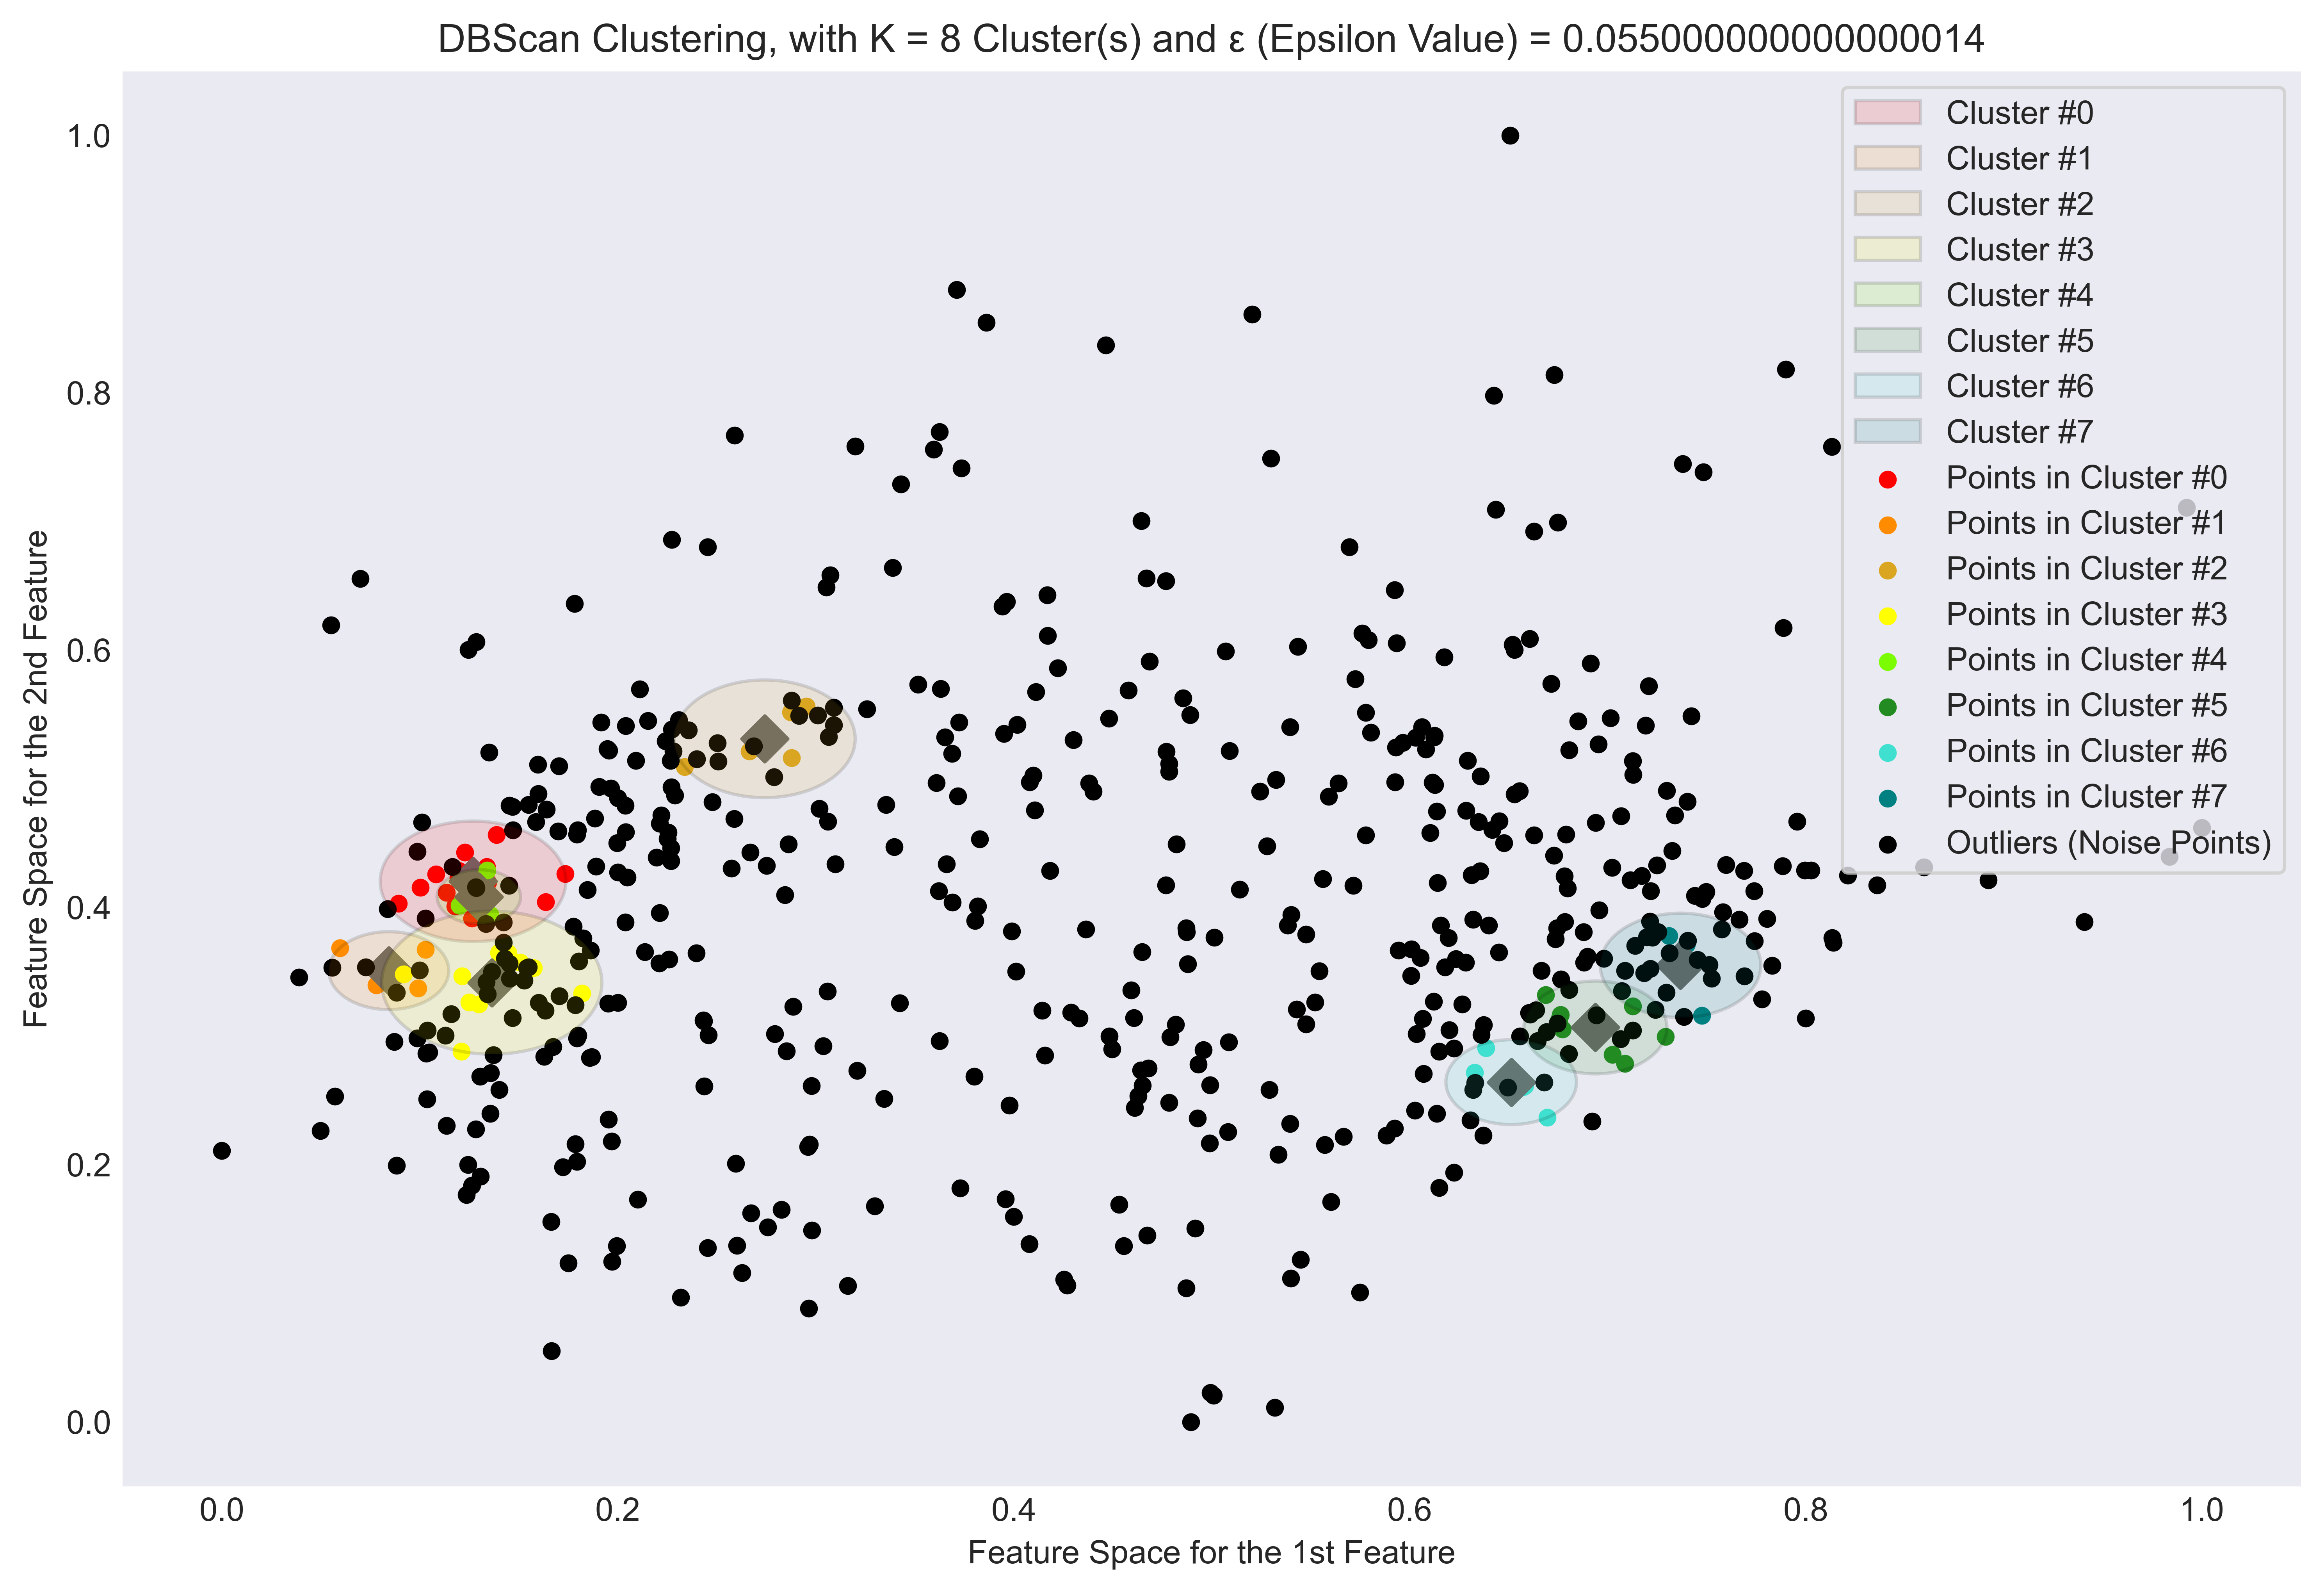 DBScan Clustering, with K = 8 Cluster(s) and ε (Epsilon Value) = 0.055000000000000014
Cluster #0
Cluster #1
Cluster #2
Cluster #3
Cluster #4
Cluster #5
Cluster #6
Cluster #7
Points in Cluster #0
Points in Cluster #1
Points in Cluster #2
Points in Cluster #3
Points in Cluster #4
Points in Cluster #5
Points in Cluster #6
Points in Cluster #7
Outliers (Noise Points)
Feature Space for the 2nd Feature
1.0
0.8
0.6
0.4
0.2
0.0
0.0 0.2 0.4 0.6 0.8 1.0
Feature Space for the 1st Feature